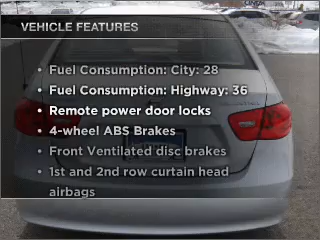 VEHICLE FEATURES
• Fuel Consumption: City: 28
• Fuel Consumption: Highway: 36
• Remote power door locks
• 4-wheel ABS Brakes
• Front Ventilated disc brakes
• 1st and 2nd row curtain head
airbags